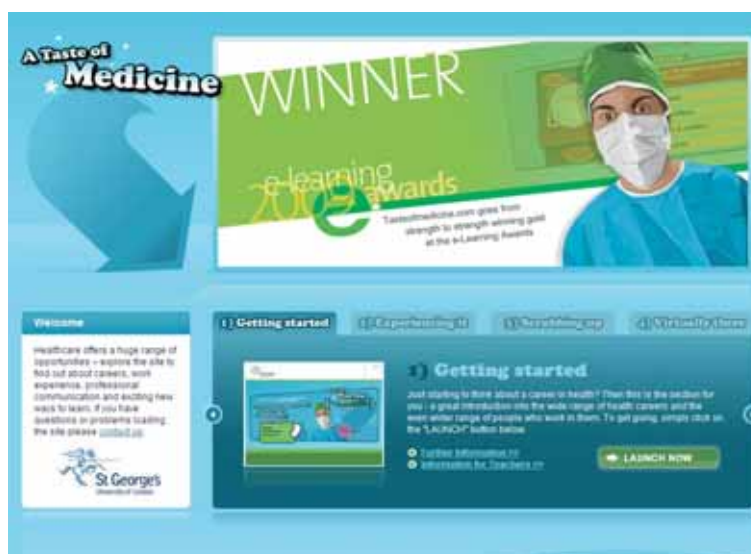 A Taste of
Medicine
WINNER
e-learning
2009 awards
e
Tasteofmedicine.com goes from
strength to strength winning gold
at the e-Learning Awards
Welcome
Healthcare offers a huge range of
opportunities – explore the site to
find out about careers, work
experience, professional
communication and exciting new
ways to learn. If you have
questions or problems loading
the site please contact us.
St George's
University of London
1) Getting started
2) Experiencing it
3) Scrubbing up
4) Virtually there
1) Getting started
Just starting to think about a career in health? Then this is the section for
you - a great introduction into the wide range of health careers and the
even wider range of people who work in them. To get going, simply click on
the "LAUNCH" button below.
Further Information >>
Information for Teachers >>
LAUNCH NOW